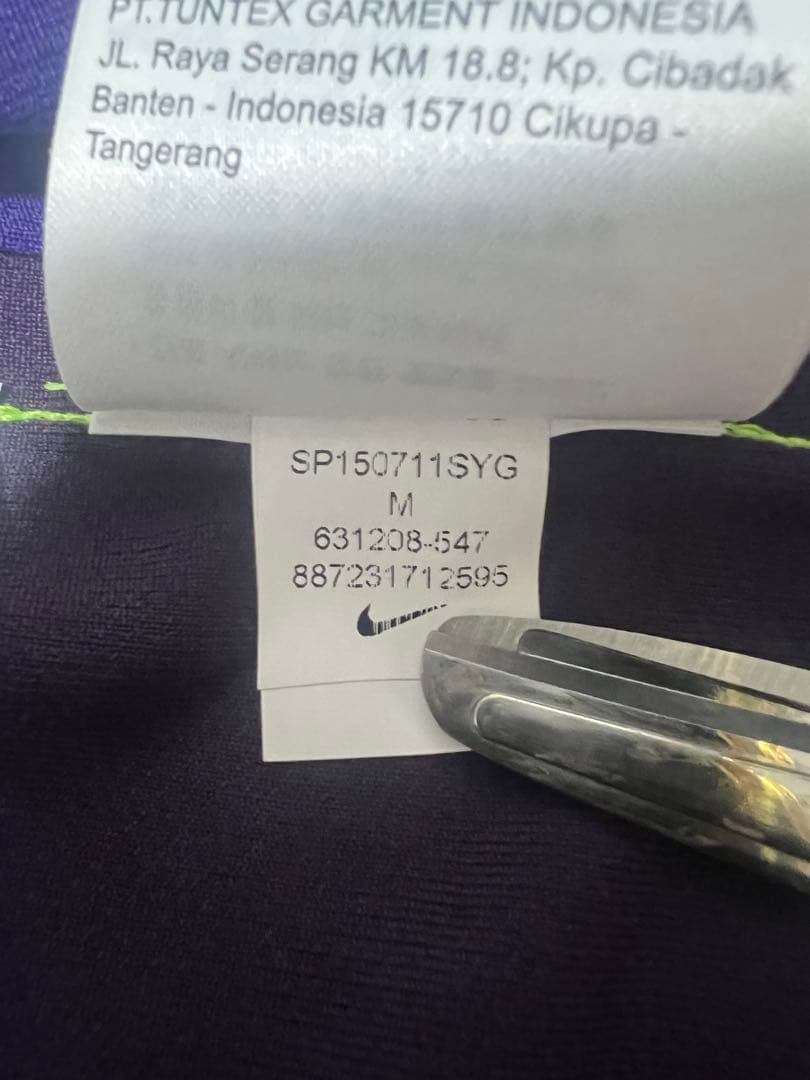 PT.TUNTEX GARMENT INDONESIA
JL. Raya Serang KM 18.8; Kp. Cibadak
Banten - Indonesia 15710 Cikupa -
Tangerang
SP150711SYG
M
631208-547
887231712595